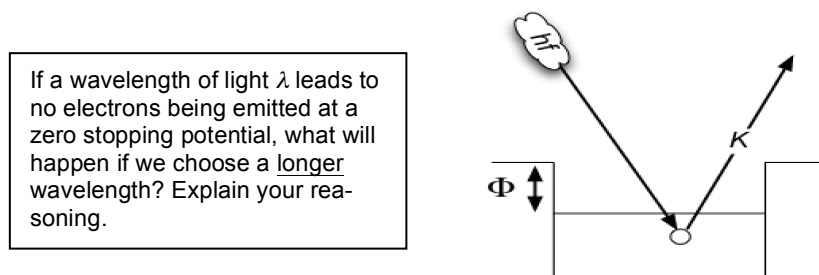 If a wavelength of light λ leads to
no electrons being emitted at a
zero stopping potential, what will
happen if we choose a longer
wavelength? Explain your rea-
soning.
hf
K
Φ